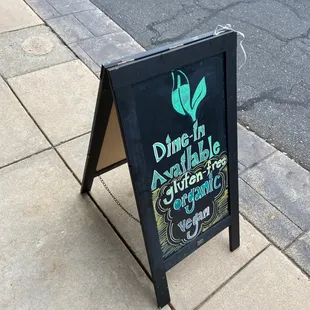 Dine-In
Available
gluten-free
organic
vegan